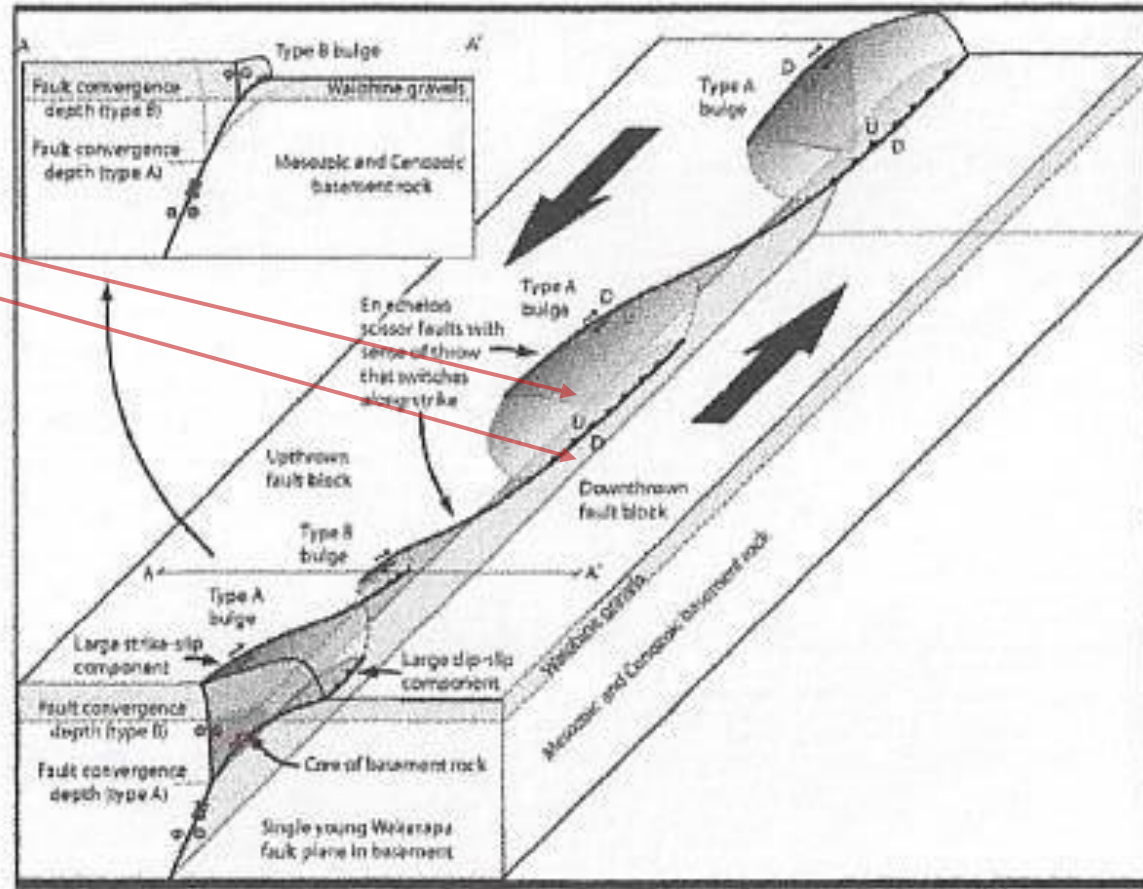 A
A'
Type B bulge
Fault convergence
depth (type B)
Waiohine gravels
Fault convergence
depth (type A)
Mesozoic and Cenozoic
basement rock
Type A
bulge
D
U
D
Type A
bulge
D
U
En echelon
scissor faults with
sense of throw
that switches
along strike
U
D
Upthrown
fault block
Downthrown
fault block
Type B
bulge
A
A'
Type A
bulge
Large strike-slip
component
Large dip-slip
component
Waiohine gravels
Mesozoic and Cenozoic basement rock
Fault convergence
depth (type B)
Core of basement rock
Fault convergence
depth (type A)
Single young Wairarapa
fault plane in basement